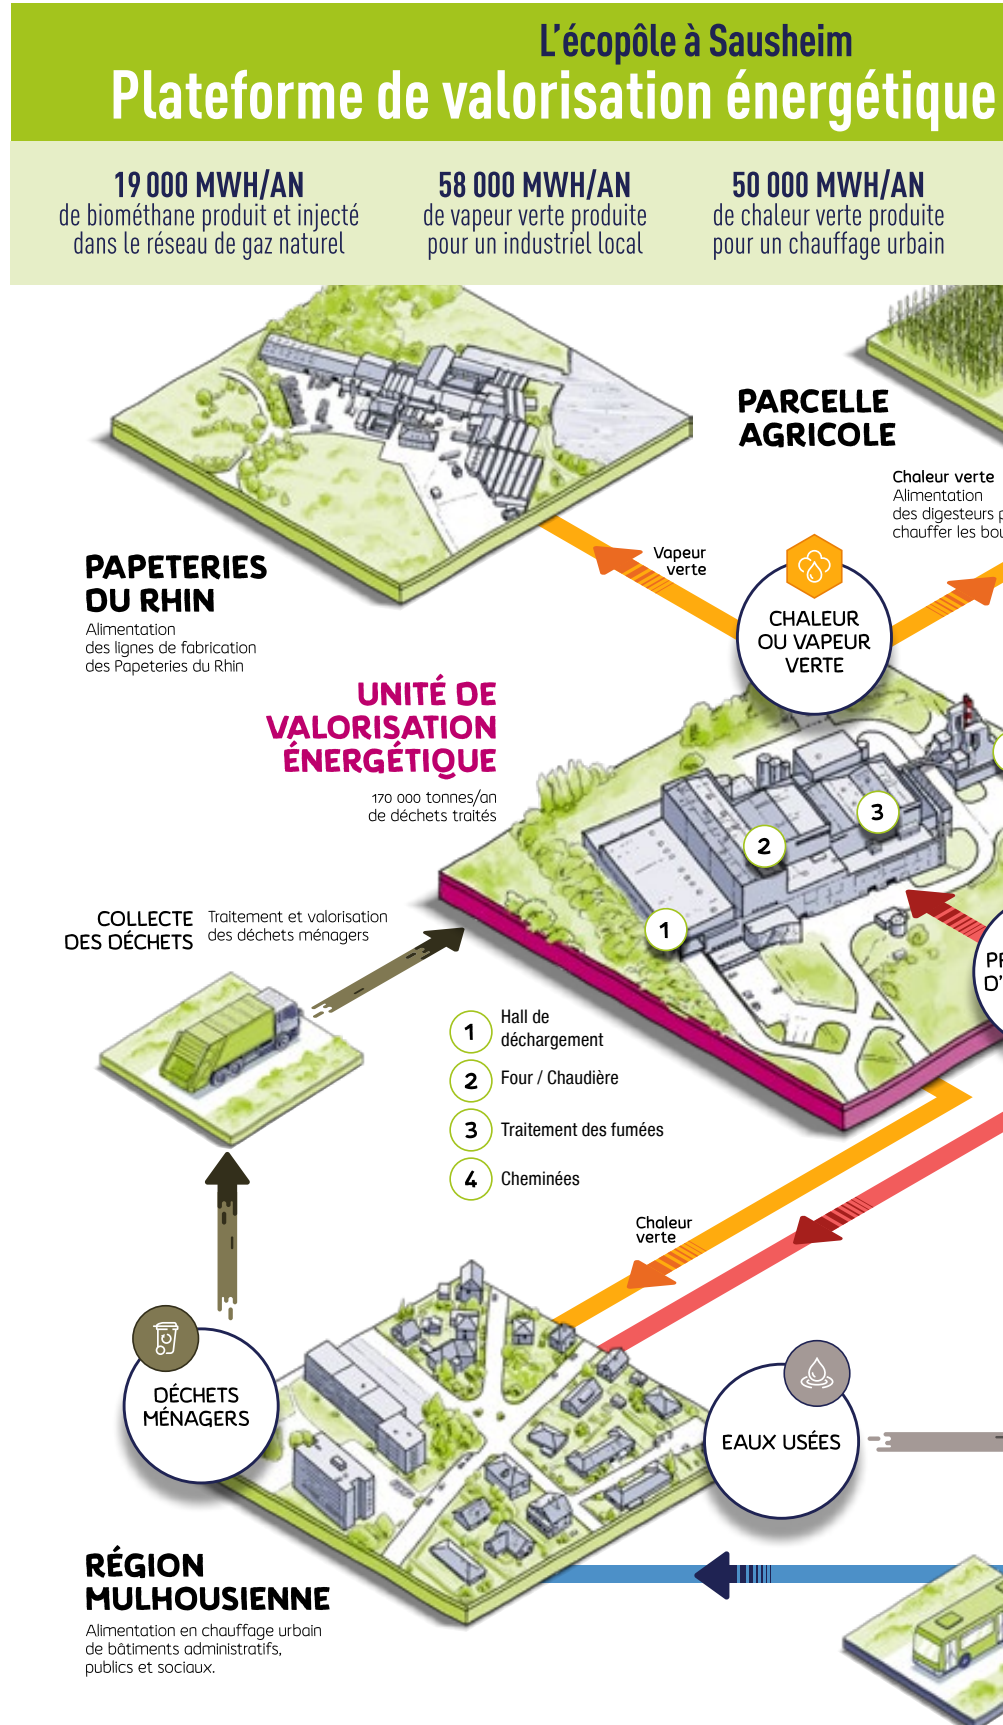 L'écopôle à Sausheim
Plateforme de valorisation énergétique
19 000 MWH/AN
de biométhane produit et injecté
dans le réseau de gaz naturel
58 000 MWH/AN
de vapeur verte produite
pour un industriel local
50 000 MWH/AN
de chaleur verte produite
pour un chauffage urbain
PARCELLE
AGRICOLE
Chaleur verte
Alimentation
des digesteurs p
chauffer les bou
Vapeur
verte
CHALEUR
OU VAPEUR
VERTE
PAPETERIES
DU RHIN
Alimentation
des lignes de fabrication
des Papeteries du Rhin
UNITÉ DE
VALORISATION
ÉNERGÉTIQUE
170 000 tonnes/an
de déchets traités
3
2
1
COLLECTE
DES DÉCHETS
Traitement et valorisation
des déchets ménagers
D'
1 Hall de
déchargement
2 Four / Chaudière
3 Traitement des fumées
4 Cheminées
Chaleur
verte
DÉCHETS
MÉNAGERS
EAUX USÉES
RÉGION
MULHOUSIENNE
Alimentation en chauffage urbain
de bâtiments administratifs,
publics et sociaux.